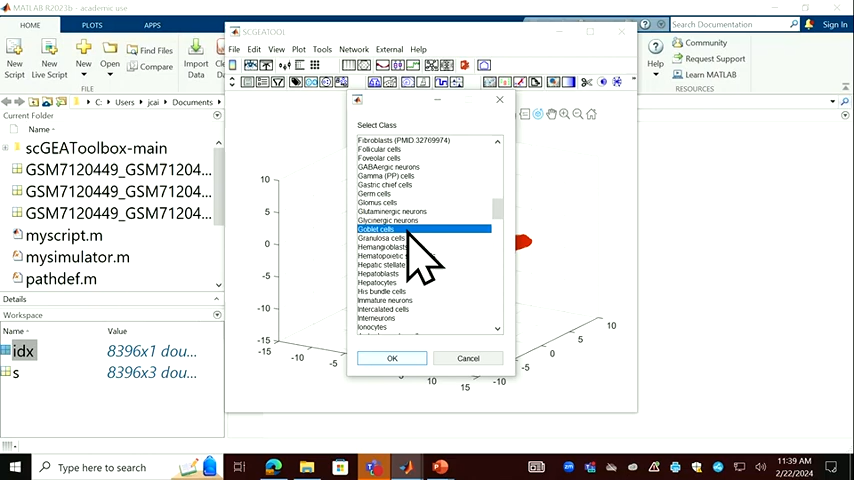 MATLAB R2023b - academic use
HOME PLOTS APPS
Search Documentation
Sign In
New Script
New Live Script
New
Open
Find Files
Compare
Import Data
FILE
Help
Community
Request Support
Learn MATLAB
RESOURCES
C: Users jcai Documents
Current Folder
Name
scGEAToolbox-main
GSM7120449_GSM71204...
GSM7120449_GSM71204...
GSM7120449_GSM71204...
myscript.m
mysimulator.m
pathdef.m
Details
Workspace
Name Value
idx 8396x1 dou...
s 8396x3 dou...
SCGEATOOL
File Edit View Plot Tools Network External Help
10
5
0
-5
-10
-15
-15
-10
-5
10
15
-10
-5
0
5
10
Select Class
Fibroblasts (PMID 32769974)
Follicular cells
Foveolar cells
GABAergic neurons
Gamma (PP) cells
Gastric chief cells
Germ cells
Glomus cells
Glutaminergic neurons
Glycinergic neurons
Goblet cells
Granulosa cells
Hemangioblasts
Hematopoietic s
Hepatic stellate
Hepatoblasts
Hepatocytes
His bundle cells
Immature neurons
Intercalated cells
Interneurons
Ionocytes
OK Cancel
Type here to search
11:39 AM
2/22/2024